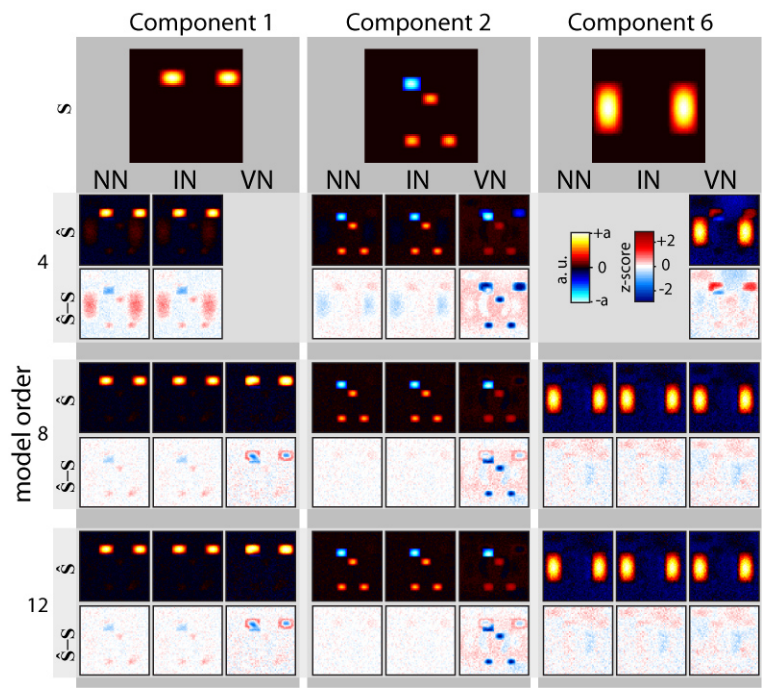 Component 1 Component 2 Component 6
s
NN IN VN NN IN VN NN IN VN
4
ŝ
ŝ–s
a. u.
+a
0
-a
z-score
+2
0
-2
model order
8
ŝ
ŝ–s
12
ŝ
ŝ–s